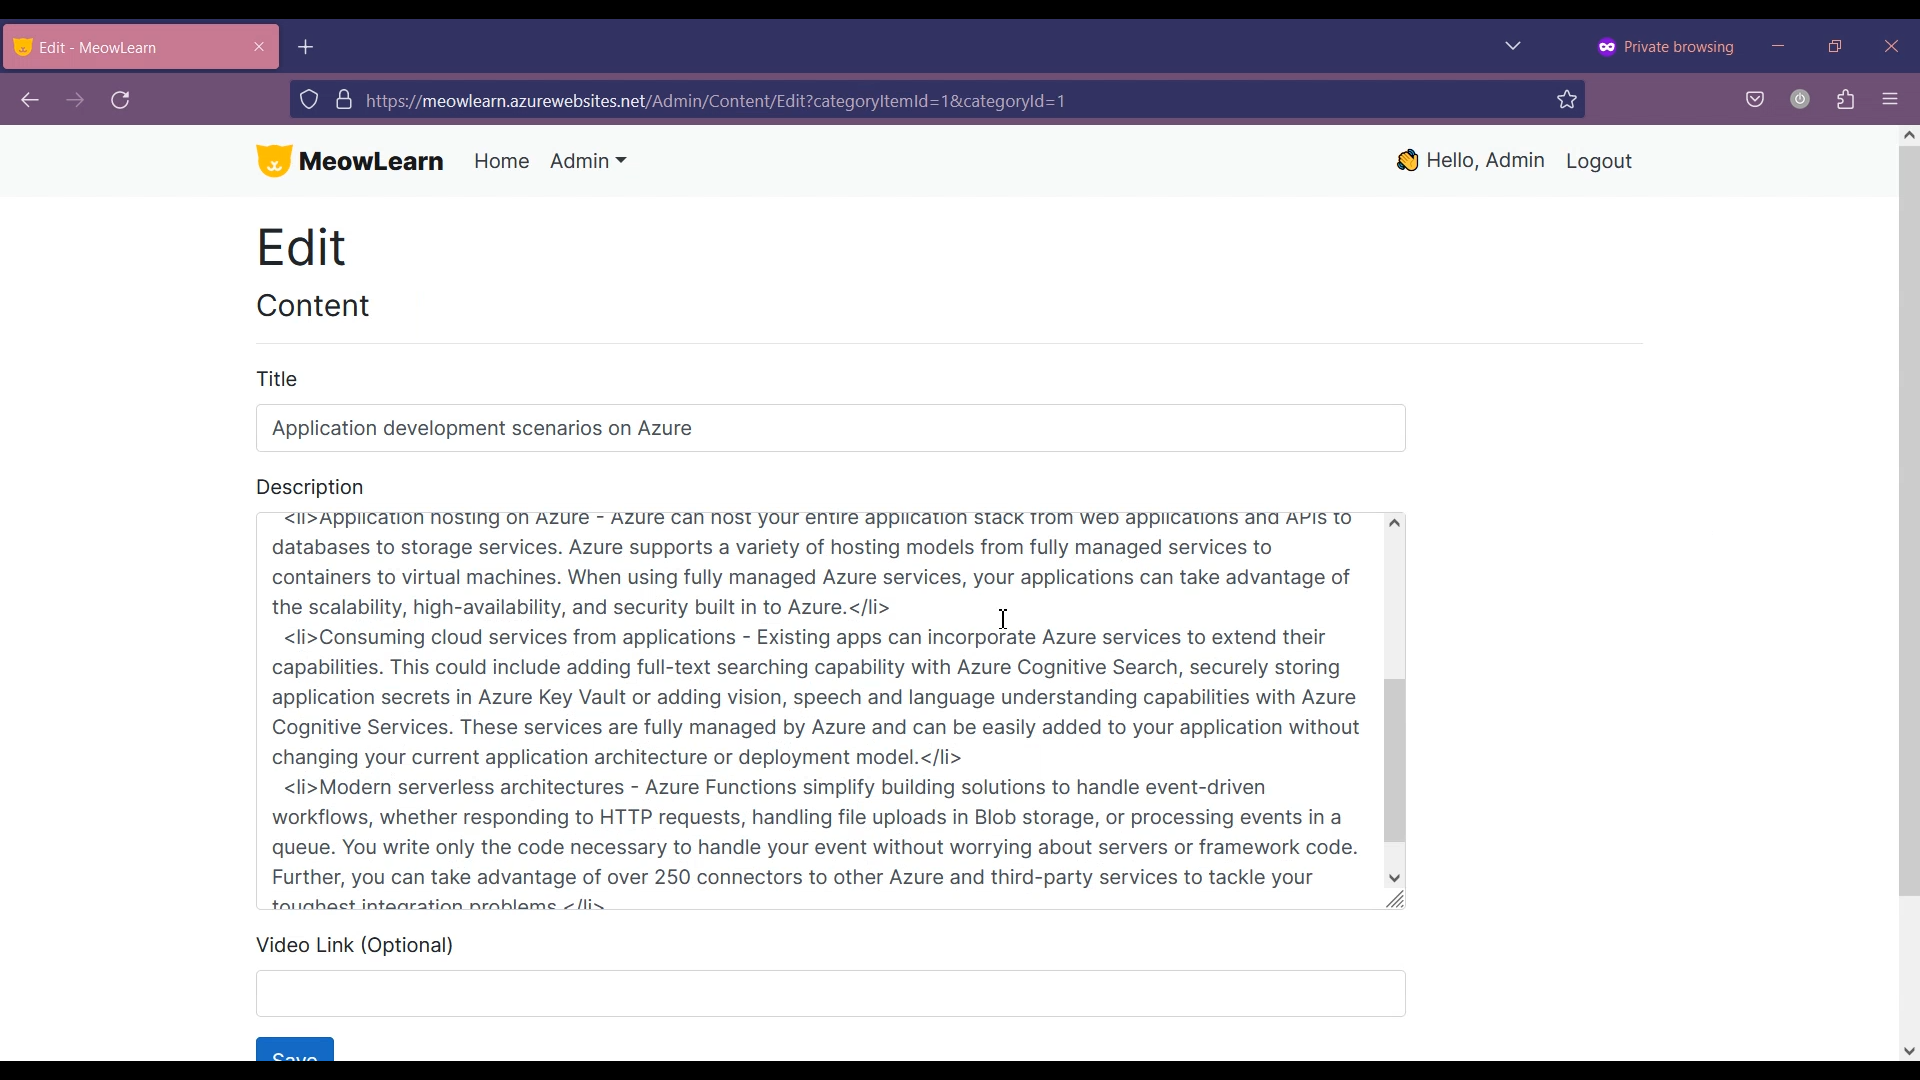 Edit - MeowLearn
Private browsing
https://meowlearn.azurewebsites.net/Admin/Content/Edit?categoryItemId=1&categoryId=1
MeowLearn Home Admin Hello, Admin Logout
Edit
Content
Title
Application development scenarios on Azure
Description
<li>Application hosting on Azure - Azure can host your entire application stack from web applications and APIs to
databases to storage services. Azure supports a variety of hosting models from fully managed services to
containers to virtual machines. When using fully managed Azure services, your applications can take advantage of
the scalability, high-availability, and security built in to Azure.</li>
<li>Consuming cloud services from applications - Existing apps can incorporate Azure services to extend their
capabilities. This could include adding full-text searching capability with Azure Cognitive Search, securely storing
application secrets in Azure Key Vault or adding vision, speech and language understanding capabilities with Azure
Cognitive Services. These services are fully managed by Azure and can be easily added to your application without
changing your current application architecture or deployment model.</li>
<li>Modern serverless architectures - Azure Functions simplify building solutions to handle event-driven
workflows, whether responding to HTTP requests, handling file uploads in Blob storage, or processing events in a
queue. You write only the code necessary to handle your event without worrying about servers or framework code.
Further, you can take advantage of over 250 connectors to other Azure and third-party services to tackle your
toughest integration problems.</li>
Video Link (Optional)
Save